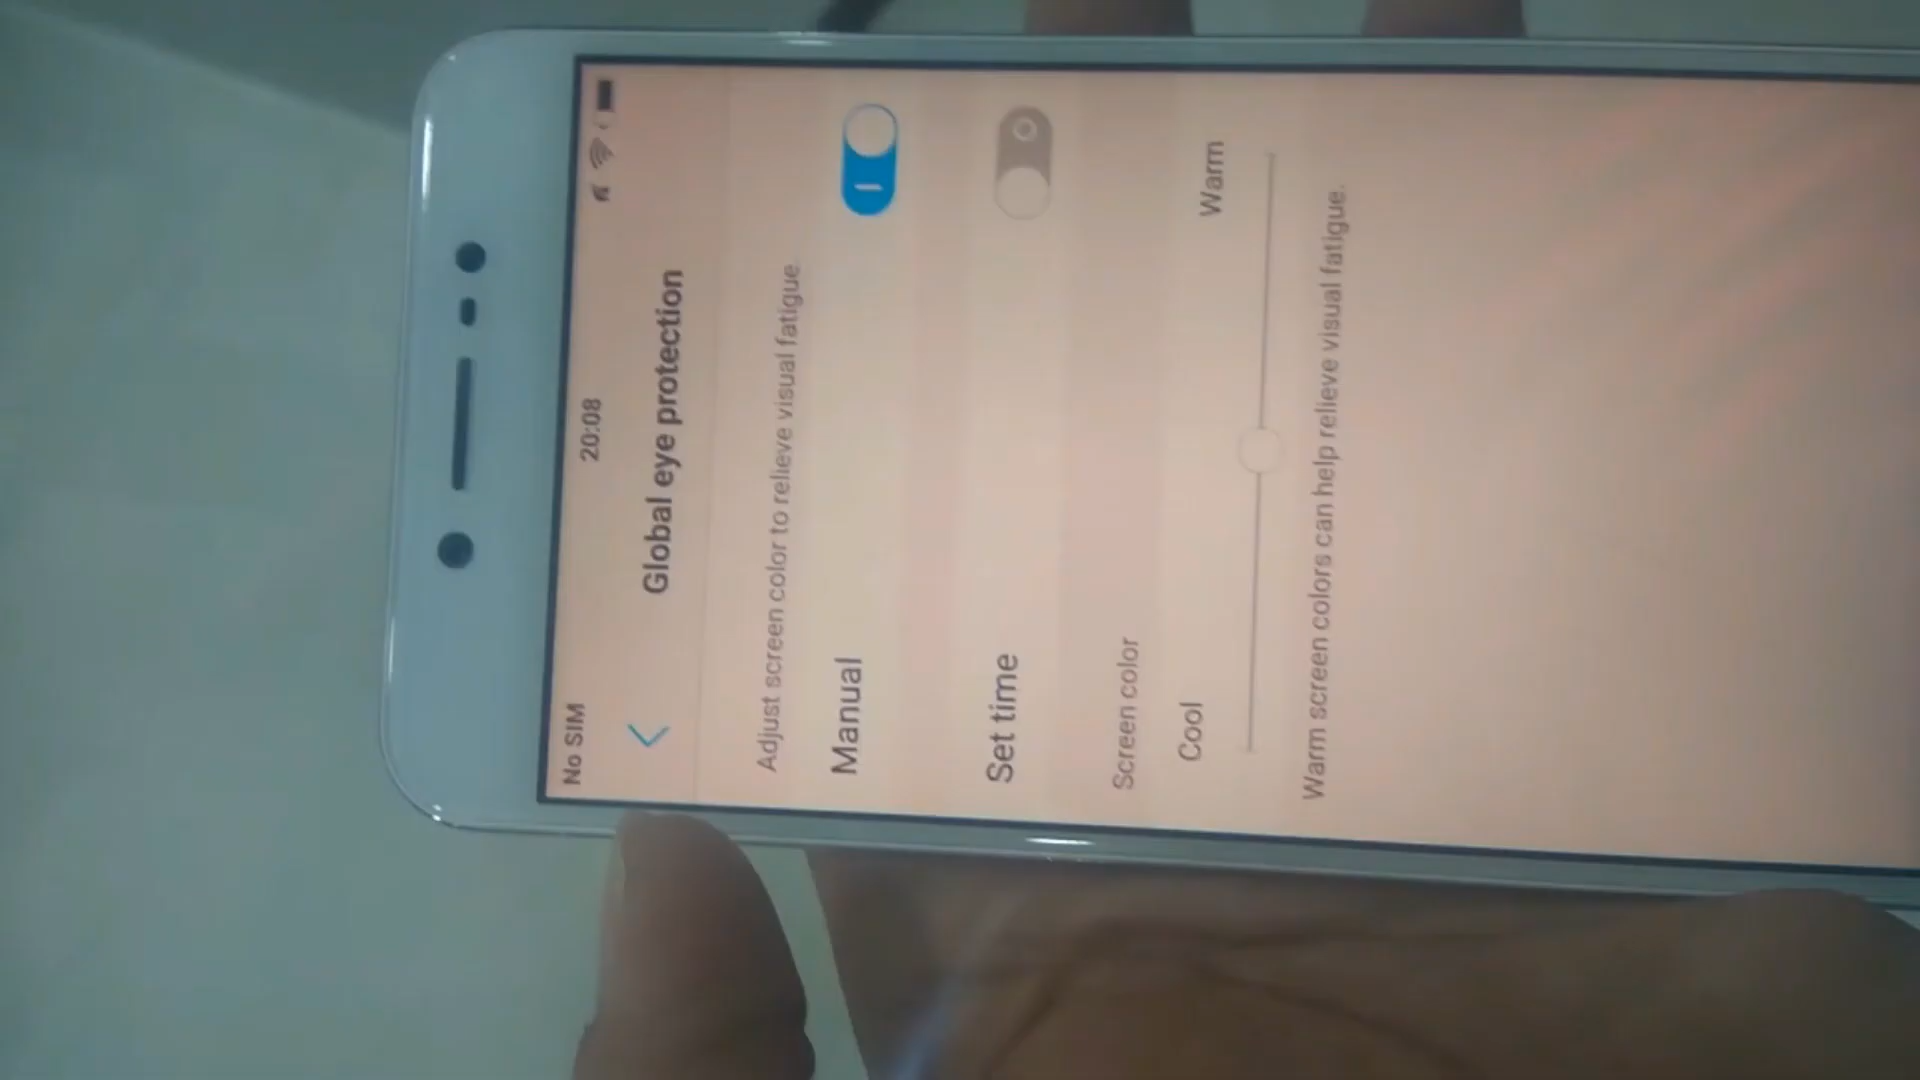 No SIM 20:08
Global eye protection
Adjust screen color to relieve visual fatigue.
Manual
Set time
Screen color
Cool Warm
Warm screen colors can help relieve visual fatigue.